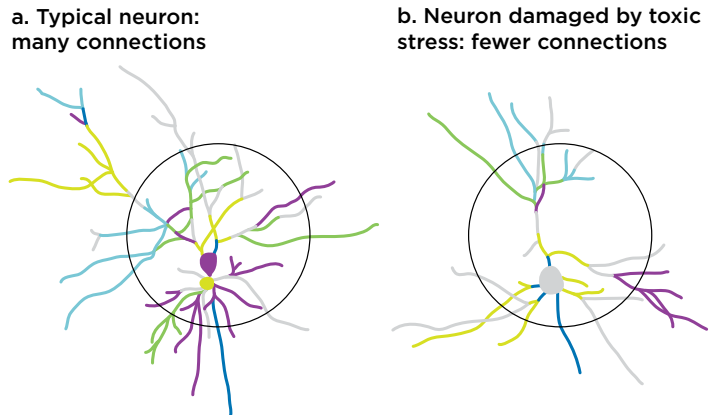 a. Typical neuron:
many connections
b. Neuron damaged by toxic
stress: fewer connections